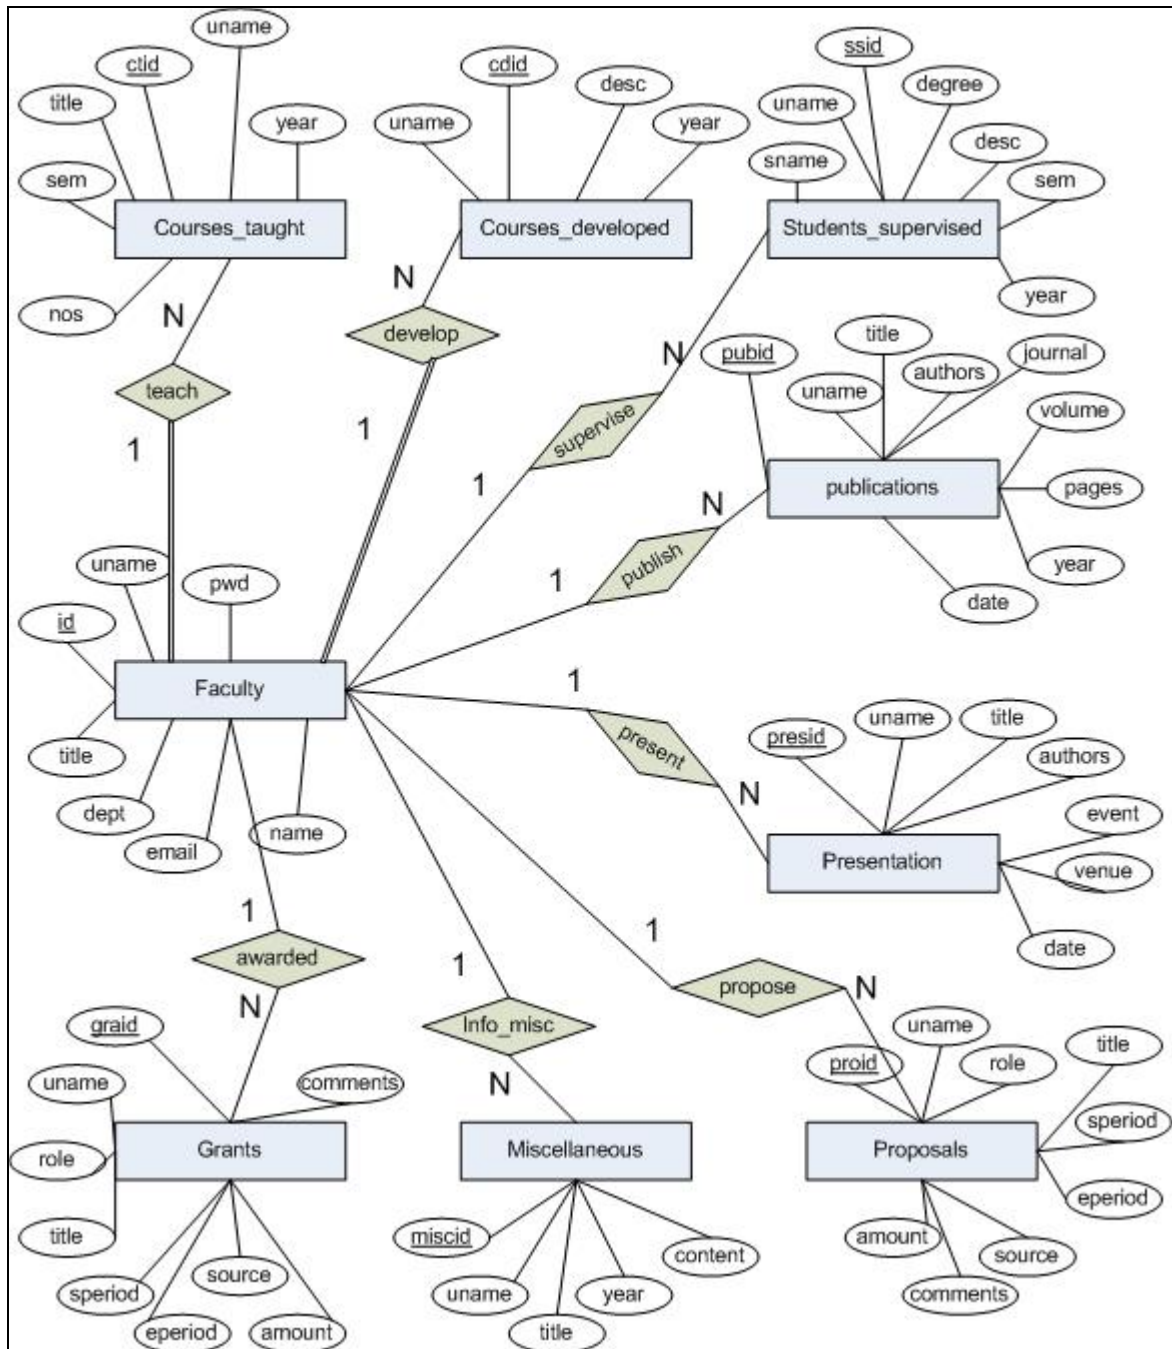 uname
ctid
title
year
sem
Courses_taught
nos
N
teach
1
cdid
desc
uname
year
Courses_developed
N
develop
1
ssid
degree
uname
desc
sname
sem
Students_supervised
year
N
supervise
1
title
pubid
journal
authors
uname
volume
publications
pages
year
date
N
publish
1
uname
pwd
id
Faculty
title
dept
name
email
1
present
N
uname
title
presid
authors
event
Presentation
venue
date
1
awarded
N
graid
comments
uname
Grants
role
title
source
speriod
eperiod
amount
1
Info_misc
N
Miscellaneous
miscid
content
uname
year
title
1
propose
N
uname
title
proid
role
speriod
Proposals
eperiod
amount
source
comments